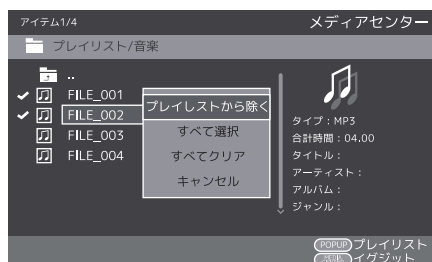 アイテム1/4
メディアセンター
プレイリスト/音楽
..
FILE_001
FILE_002
FILE_003
FILE_004
プレイしストから除く
すべて選択
すべてクリア
キャンセル
タイプ：MP3
合計時間：04.00
タイトル：
アーティスト：
アルバム：
ジャンル：
POPUP プレイリスト
MEDIA イグジット